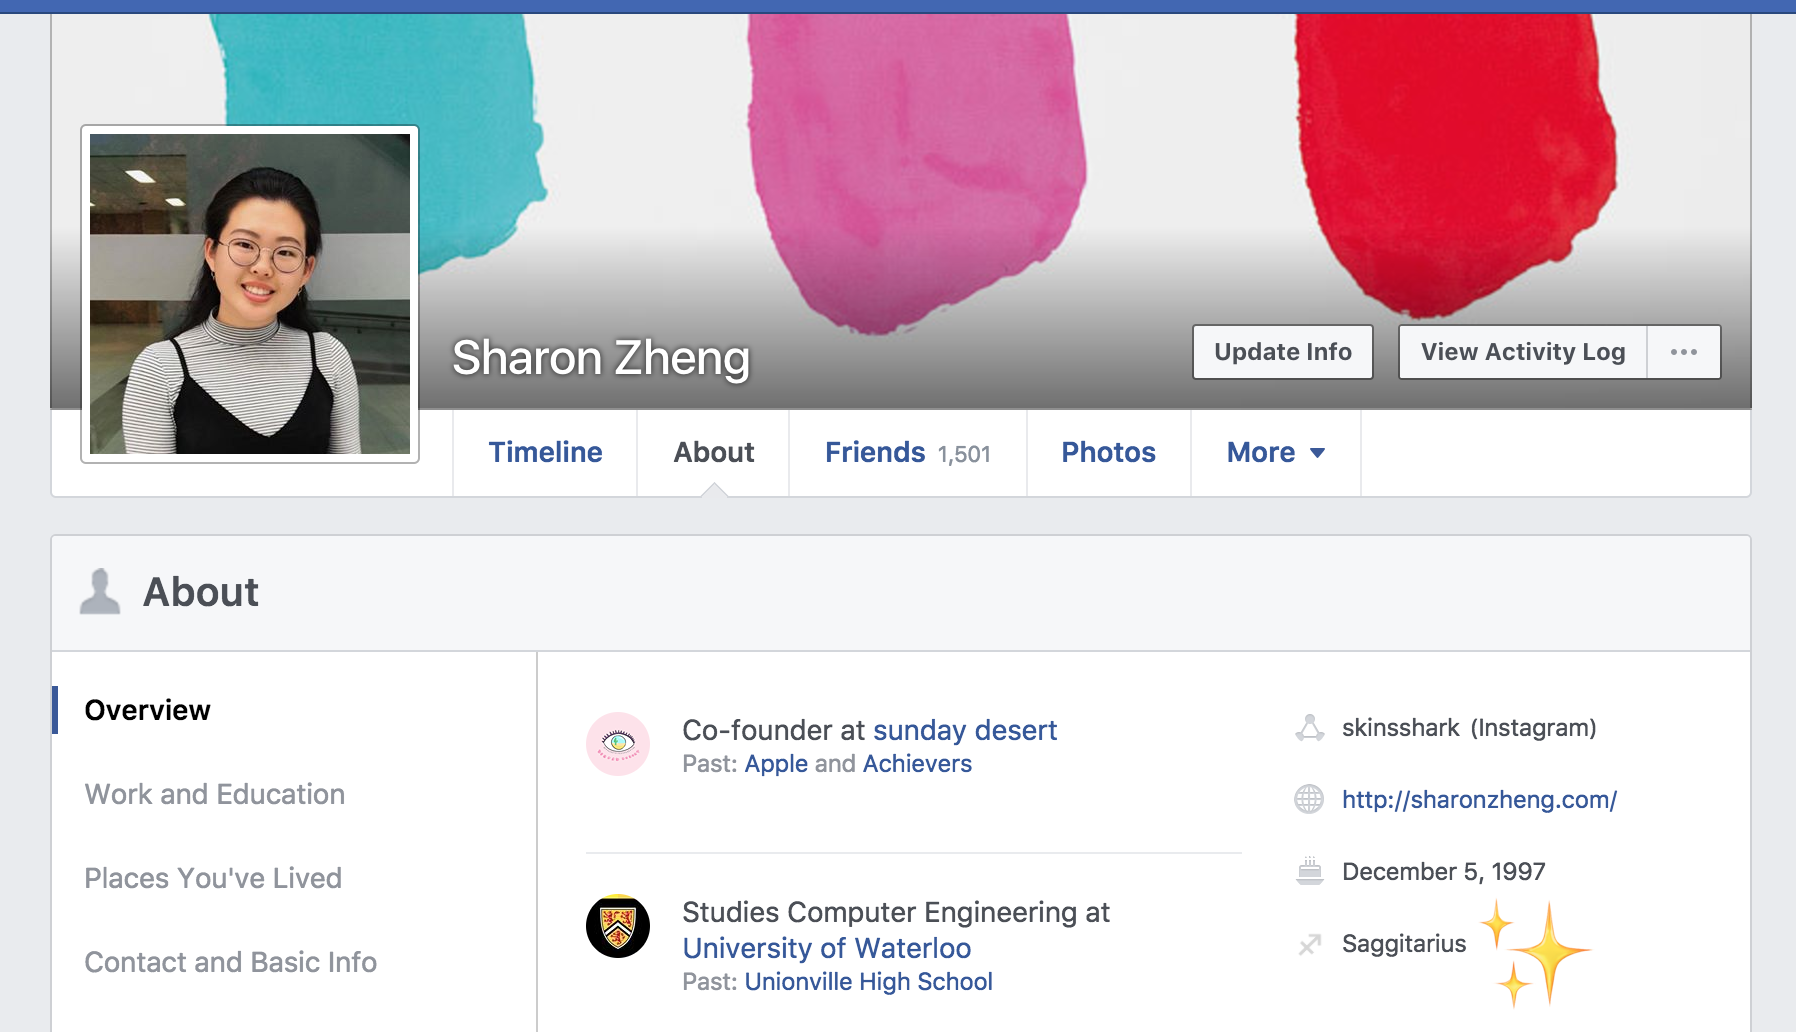 Sharon Zheng
Update Info
View Activity Log
Timeline
About
Friends 1,501
Photos
More
About
Overview
Work and Education
Places You've Lived
Contact and Basic Info
Co-founder at sunday desert
Past: Apple and Achievers
Studies Computer Engineering at
University of Waterloo
Past: Unionville High School
skinsshark (Instagram)
http://sharonzheng.com/
December 5, 1997
Saggitarius